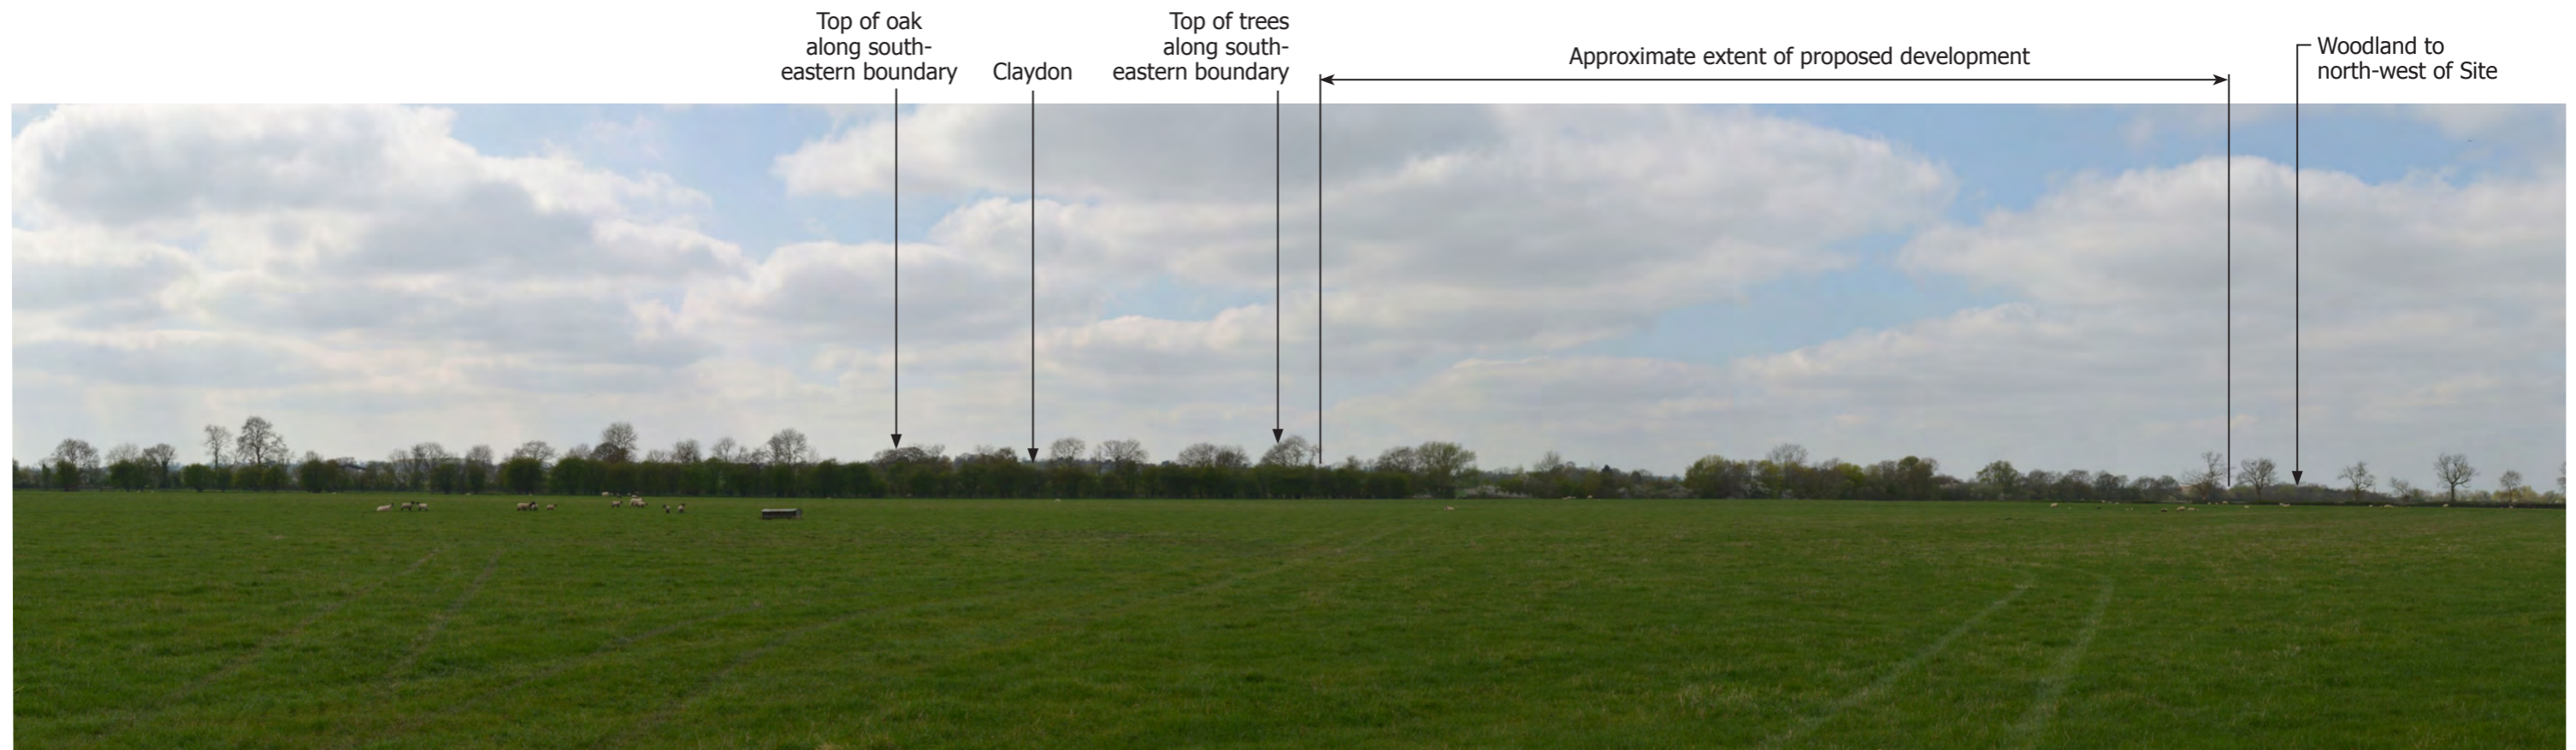 Top of oak
along south-
eastern boundary
Claydon
Top of trees
along south-
eastern boundary
Approximate extent of proposed development
Woodland to
north-west of Site